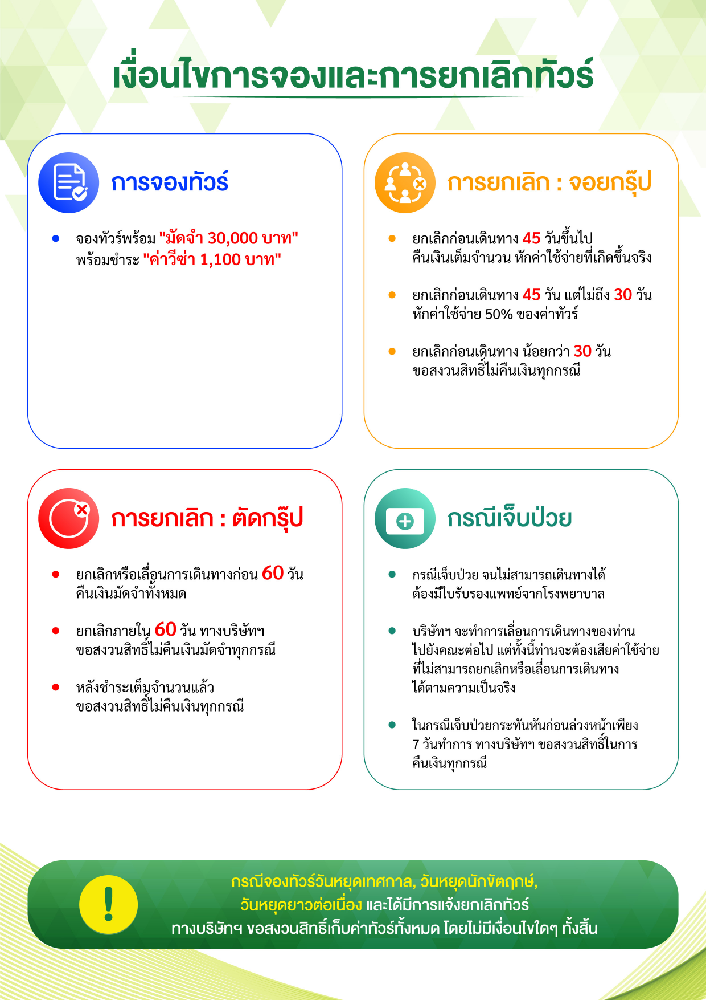 เงื่อนไขการจองและการยกเลิกทัวร์
การจองทัวร์
จองทัวร์พร้อม "มัดจำ 30,000 บาท"
พร้อมชำระ "ค่าวีซ่า 1,100 บาท"
การยกเลิก : จอยกรุ๊ป
ยกเลิกก่อนเดินทาง 45 วันขึ้นไป
คืนเงินเต็มจำนวน หักค่าใช้จ่ายที่เกิดขึ้นจริง
ยกเลิกก่อนเดินทาง 45 วัน แต่ไม่ถึง 30 วัน
หักค่าใช้จ่าย 50% ของค่าทัวร์
ยกเลิกก่อนเดินทาง น้อยกว่า 30 วัน
ขอสงวนสิทธิ์ไม่คืนเงินทุกกรณี
การยกเลิก : ตัดกรุ๊ป
ยกเลิกหรือเลื่อนการเดินทางก่อน 60 วัน
คืนเงินมัดจำทั้งหมด
ยกเลิกภายใน 60 วัน ทางบริษัทฯ
ขอสงวนสิทธิ์ไม่คืนเงินมัดจำทุกกรณี
หลังชำระเต็มจำนวนแล้ว
ขอสงวนสิทธิ์ไม่คืนเงินทุกกรณี
กรณีเจ็บป่วย
กรณีเจ็บป่วย จนไม่สามารถเดินทางได้
ต้องมีใบรับรองแพทย์จากโรงพยาบาล
บริษัทฯ จะทำการเลื่อนการเดินทางของท่าน
ไปยังคณะต่อไป แต่ทั้งนี้ท่านจะต้องเสียค่าใช้จ่าย
ที่ไม่สามารถยกเลิกหรือเลื่อนการเดินทาง
ได้ตามความเป็นจริง
ในกรณีเจ็บป่วยกระทันหันก่อนล่วงหน้าเพียง
7 วันทำการ ทางบริษัทฯ ขอสงวนสิทธิ์ในการ
คืนเงินทุกกรณี
กรณีจองทัวร์วันหยุดเทศกาล, วันหยุดนักขัตฤกษ์,
วันหยุดยาวต่อเนื่อง และได้มีการแจ้งยกเลิกทัวร์
ทางบริษัทฯ ขอสงวนสิทธิ์เก็บค่าทัวร์ทั้งหมด โดยไม่มีเงื่อนไขใดๆ ทั้งสิ้น